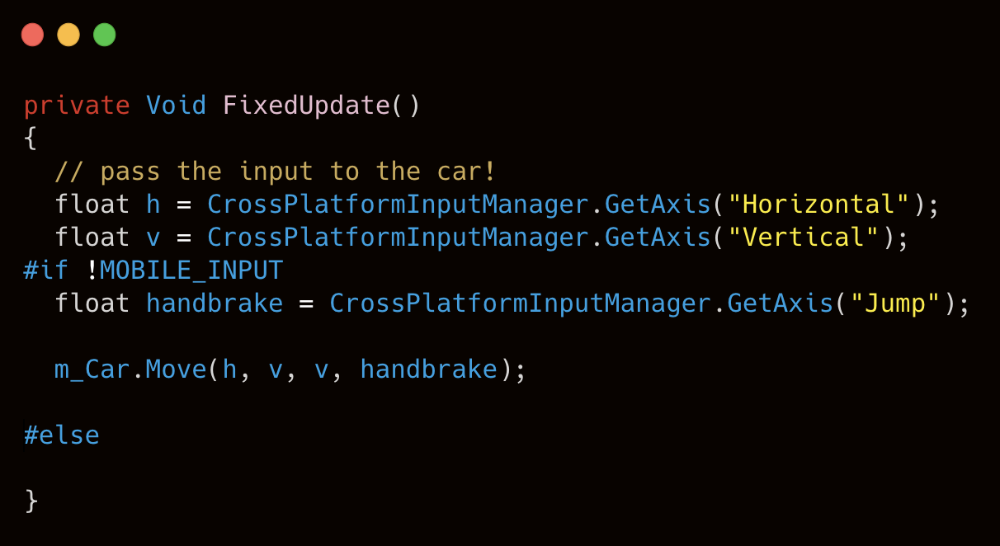 private Void FixedUpdate()
{
  // pass the input to the car!
  float h = CrossPlatformInputManager.GetAxis("Horizontal");
  float v = CrossPlatformInputManager.GetAxis("Vertical");
#if !MOBILE_INPUT
  float handbrake = CrossPlatformInputManager.GetAxis("Jump");
  m_Car.Move(h, v, v, handbrake);
#else
}